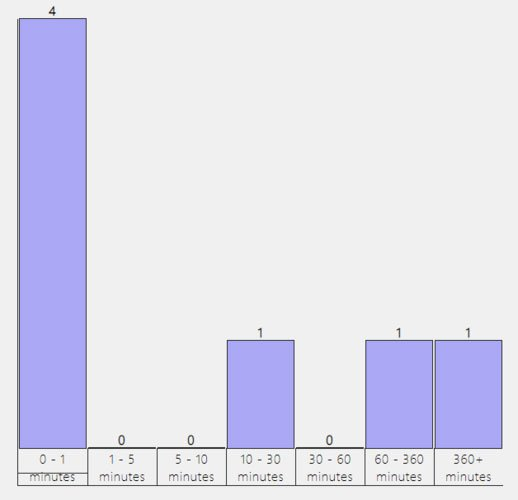 4
1
1
1
0
0
0
0 - 1
minutes
1 - 5
minutes
5 - 10
minutes
10 - 30
minutes
30 - 60
minutes
60 - 360
minutes
360+
minutes